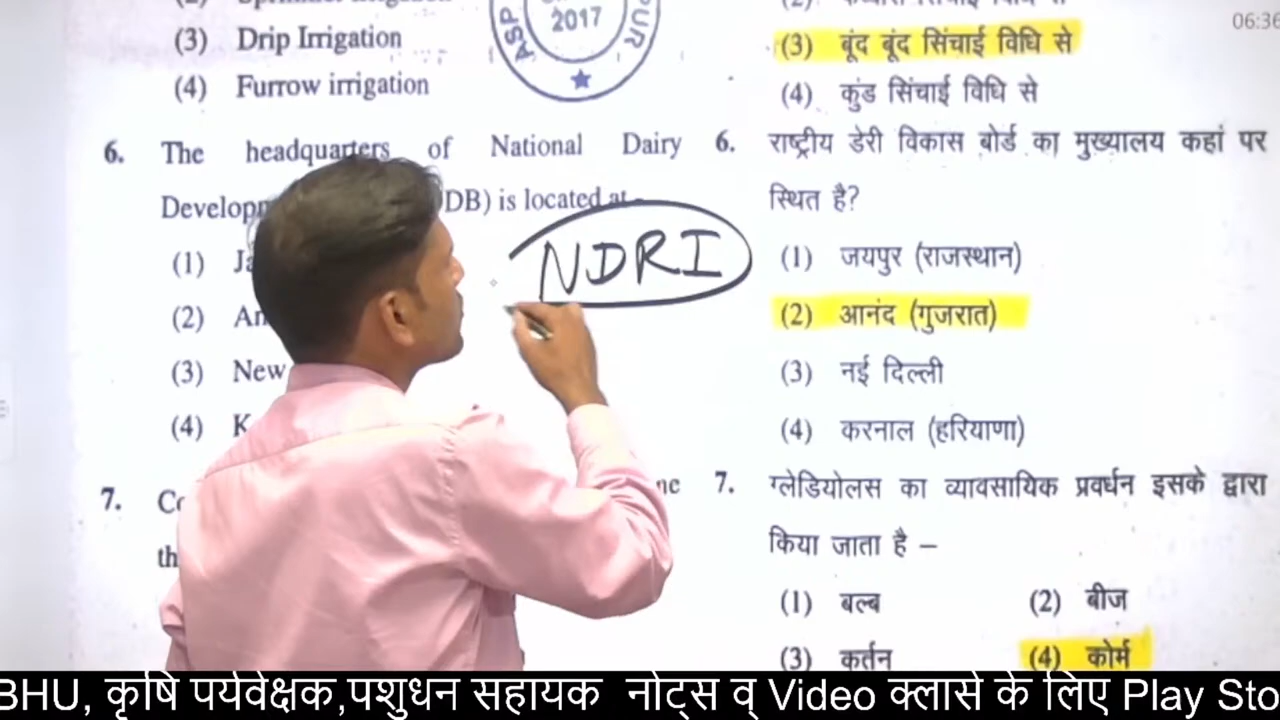 (3) Drip Irrigation
(4) Furrow irrigation
6. The headquarters of National Dairy
DB) is located at
(1)
(2)
(3) New
(4)
7.
2017
NDRI
06:36
(3) बूंद बूंद सिंचाई विधि से
(4) कुंड सिंचाई विधि से
6. राष्ट्रीय डेरी विकास बोर्ड का मुख्यालय कहां पर
स्थित है?
(1) जयपुर (राजस्थान)
(2) आनंद (गुजरात)
(3) नई दिल्ली
(4) करनाल (हरियाणा)
7. ग्लेडियोलस का व्यावसायिक प्रवर्धन इसके द्वारा
किया जाता है –
(1) बल्ब (2) बीज
(3) कर्तन (4) कोर्म
BHU, कृषि पर्यवेक्षक,पशुधन सहायक नोट्स व् Video क्लासे के लिए Play Sto